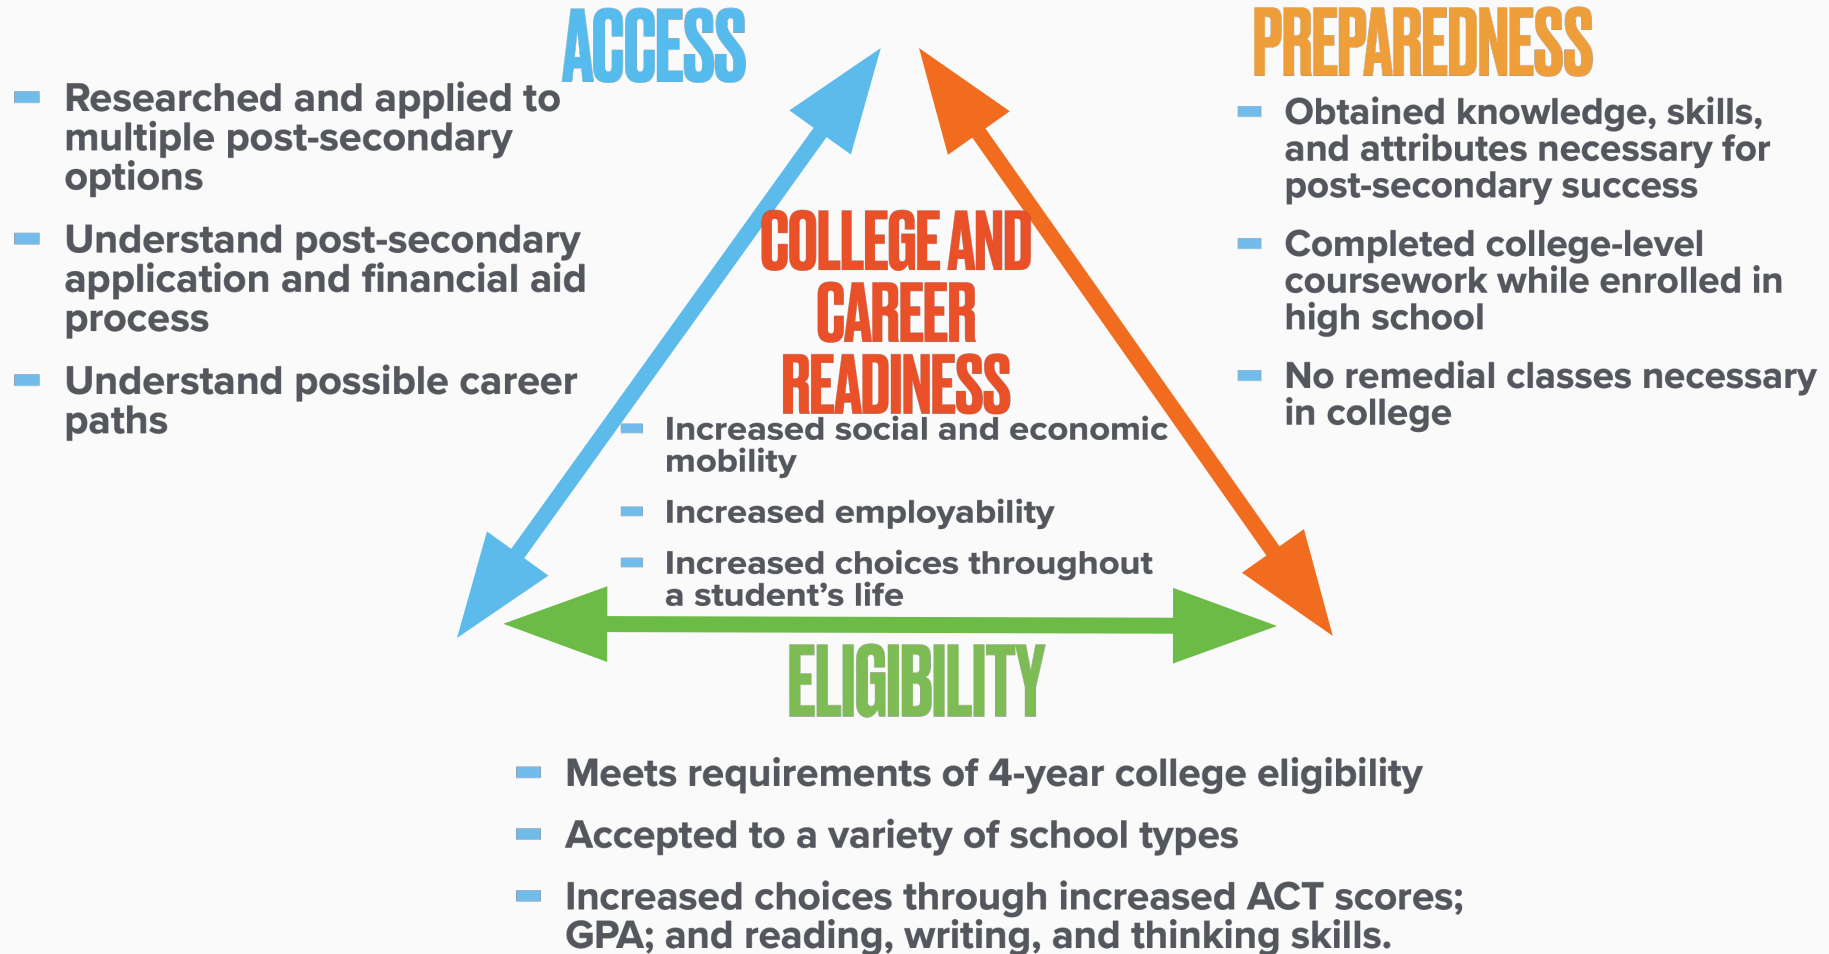 ACCESS
Researched and applied to
multiple post-secondary
options
Understand post-secondary
application and financial aid
process
Understand possible career
paths
PREPAREDNESS
Obtained knowledge, skills,
and attributes necessary for
post-secondary success
Completed college-level
coursework while enrolled in
high school
No remedial classes necessary
in college
COLLEGE AND
CAREER
READINESS
Increased social and economic
mobility
Increased employability
Increased choices throughout
a student’s life
ELIGIBILITY
Meets requirements of 4-year college eligibility
Accepted to a variety of school types
Increased choices through increased ACT scores;
GPA; and reading, writing, and thinking skills.